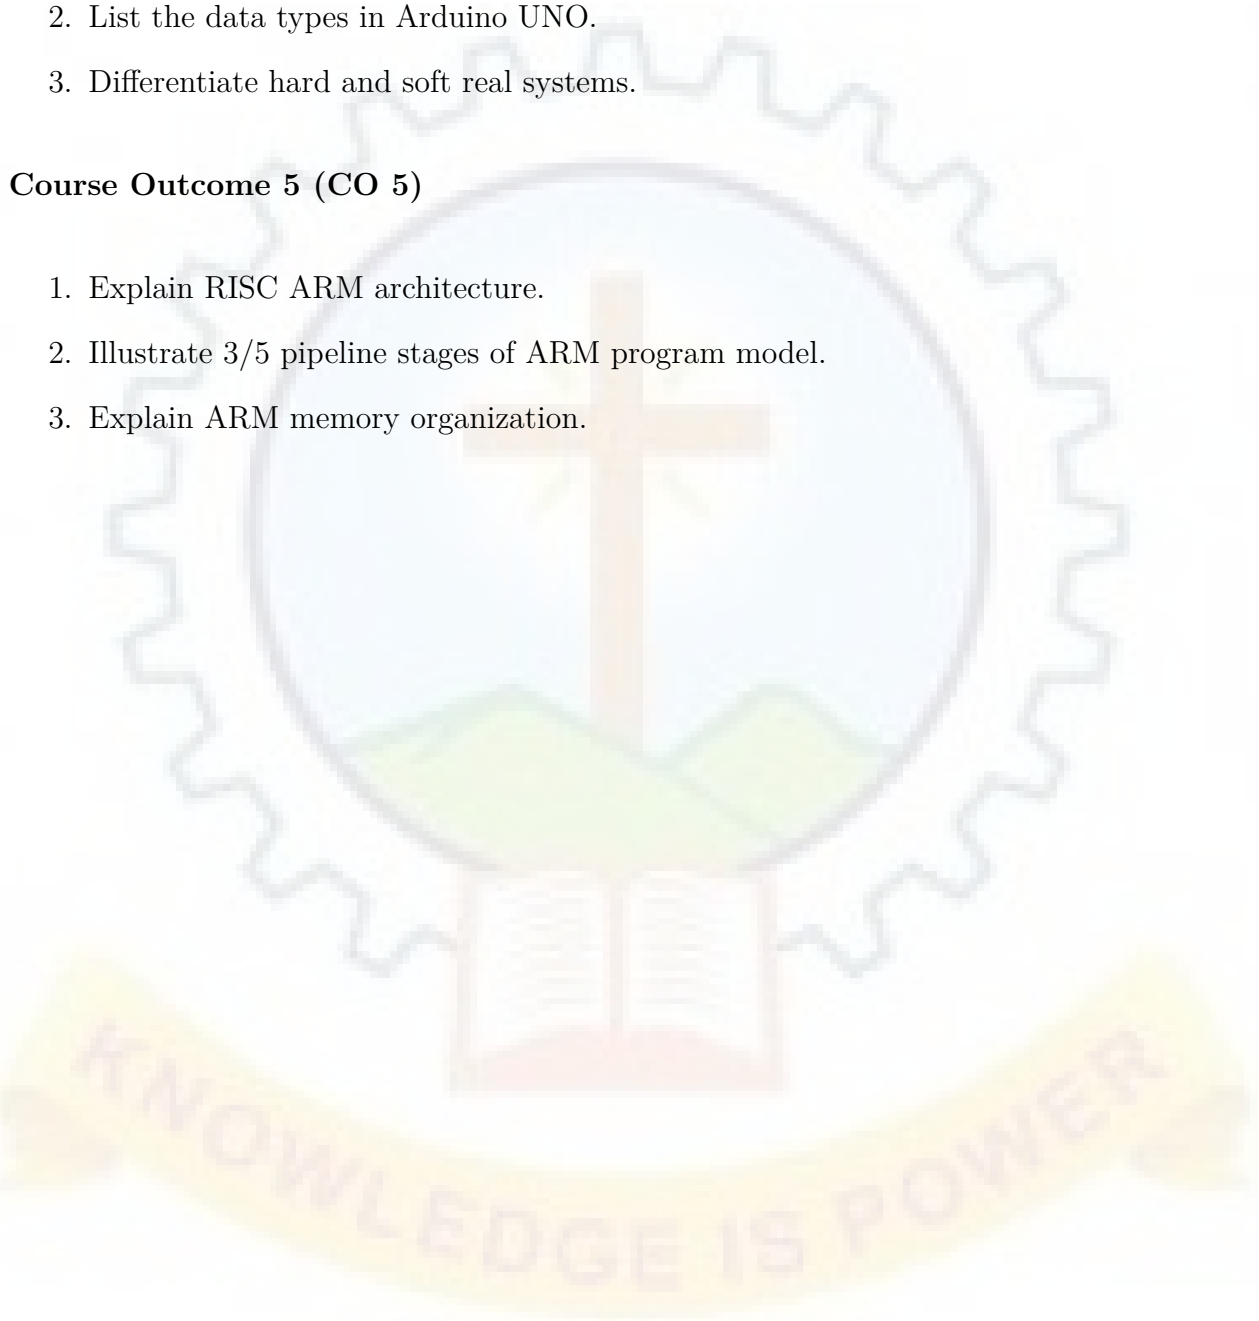 2. List the data types in Arduino UNO.
3. Differentiate hard and soft real systems.
Course Outcome 5 (CO 5)
1. Explain RISC ARM architecture.
2. Illustrate 3/5 pipeline stages of ARM program model.
3. Explain ARM memory organization.
KNOWLEDGE IS POWER